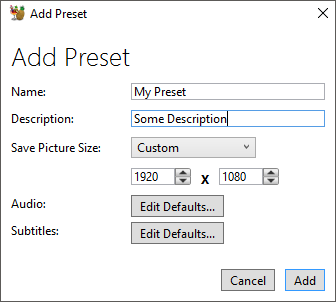 Add Preset
Add Preset
Name: My Preset
Description: Some Description
Save Picture Size: Custom
1920 x 1080
Audio: Edit Defaults...
Subtitles: Edit Defaults...
Cancel Add